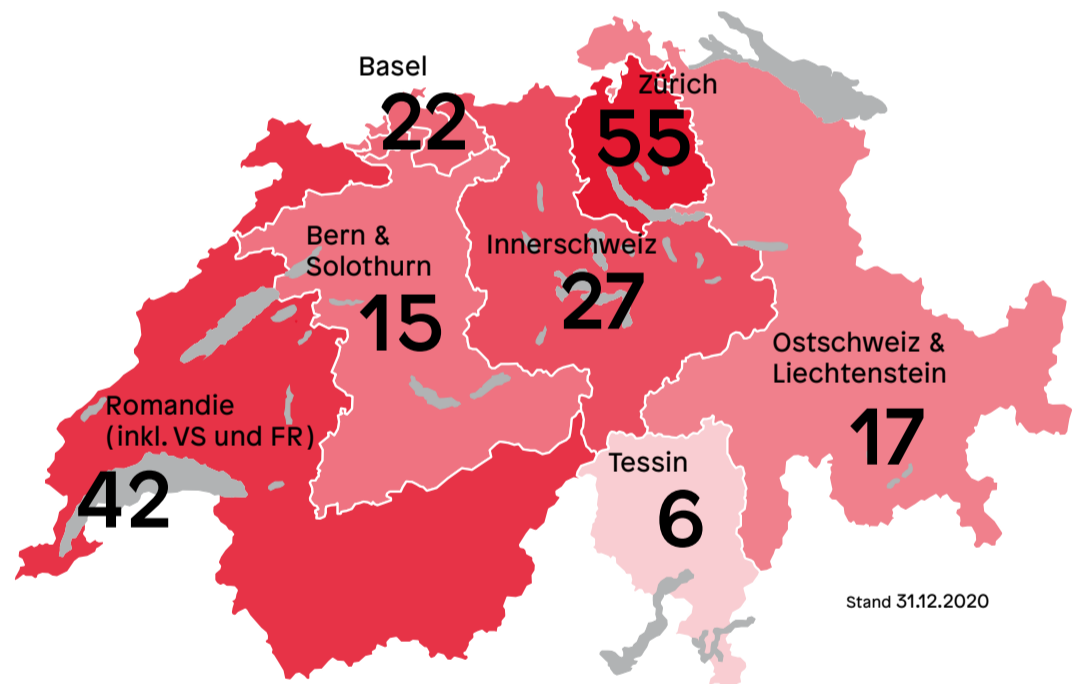 Basel
22
Zürich
55
Bern &
Solothurn
15
Innerschweiz
27
Ostschweiz &
Liechtenstein
17
Romandie
(inkl. VS und FR)
42
Tessin
6
Stand 31.12.2020